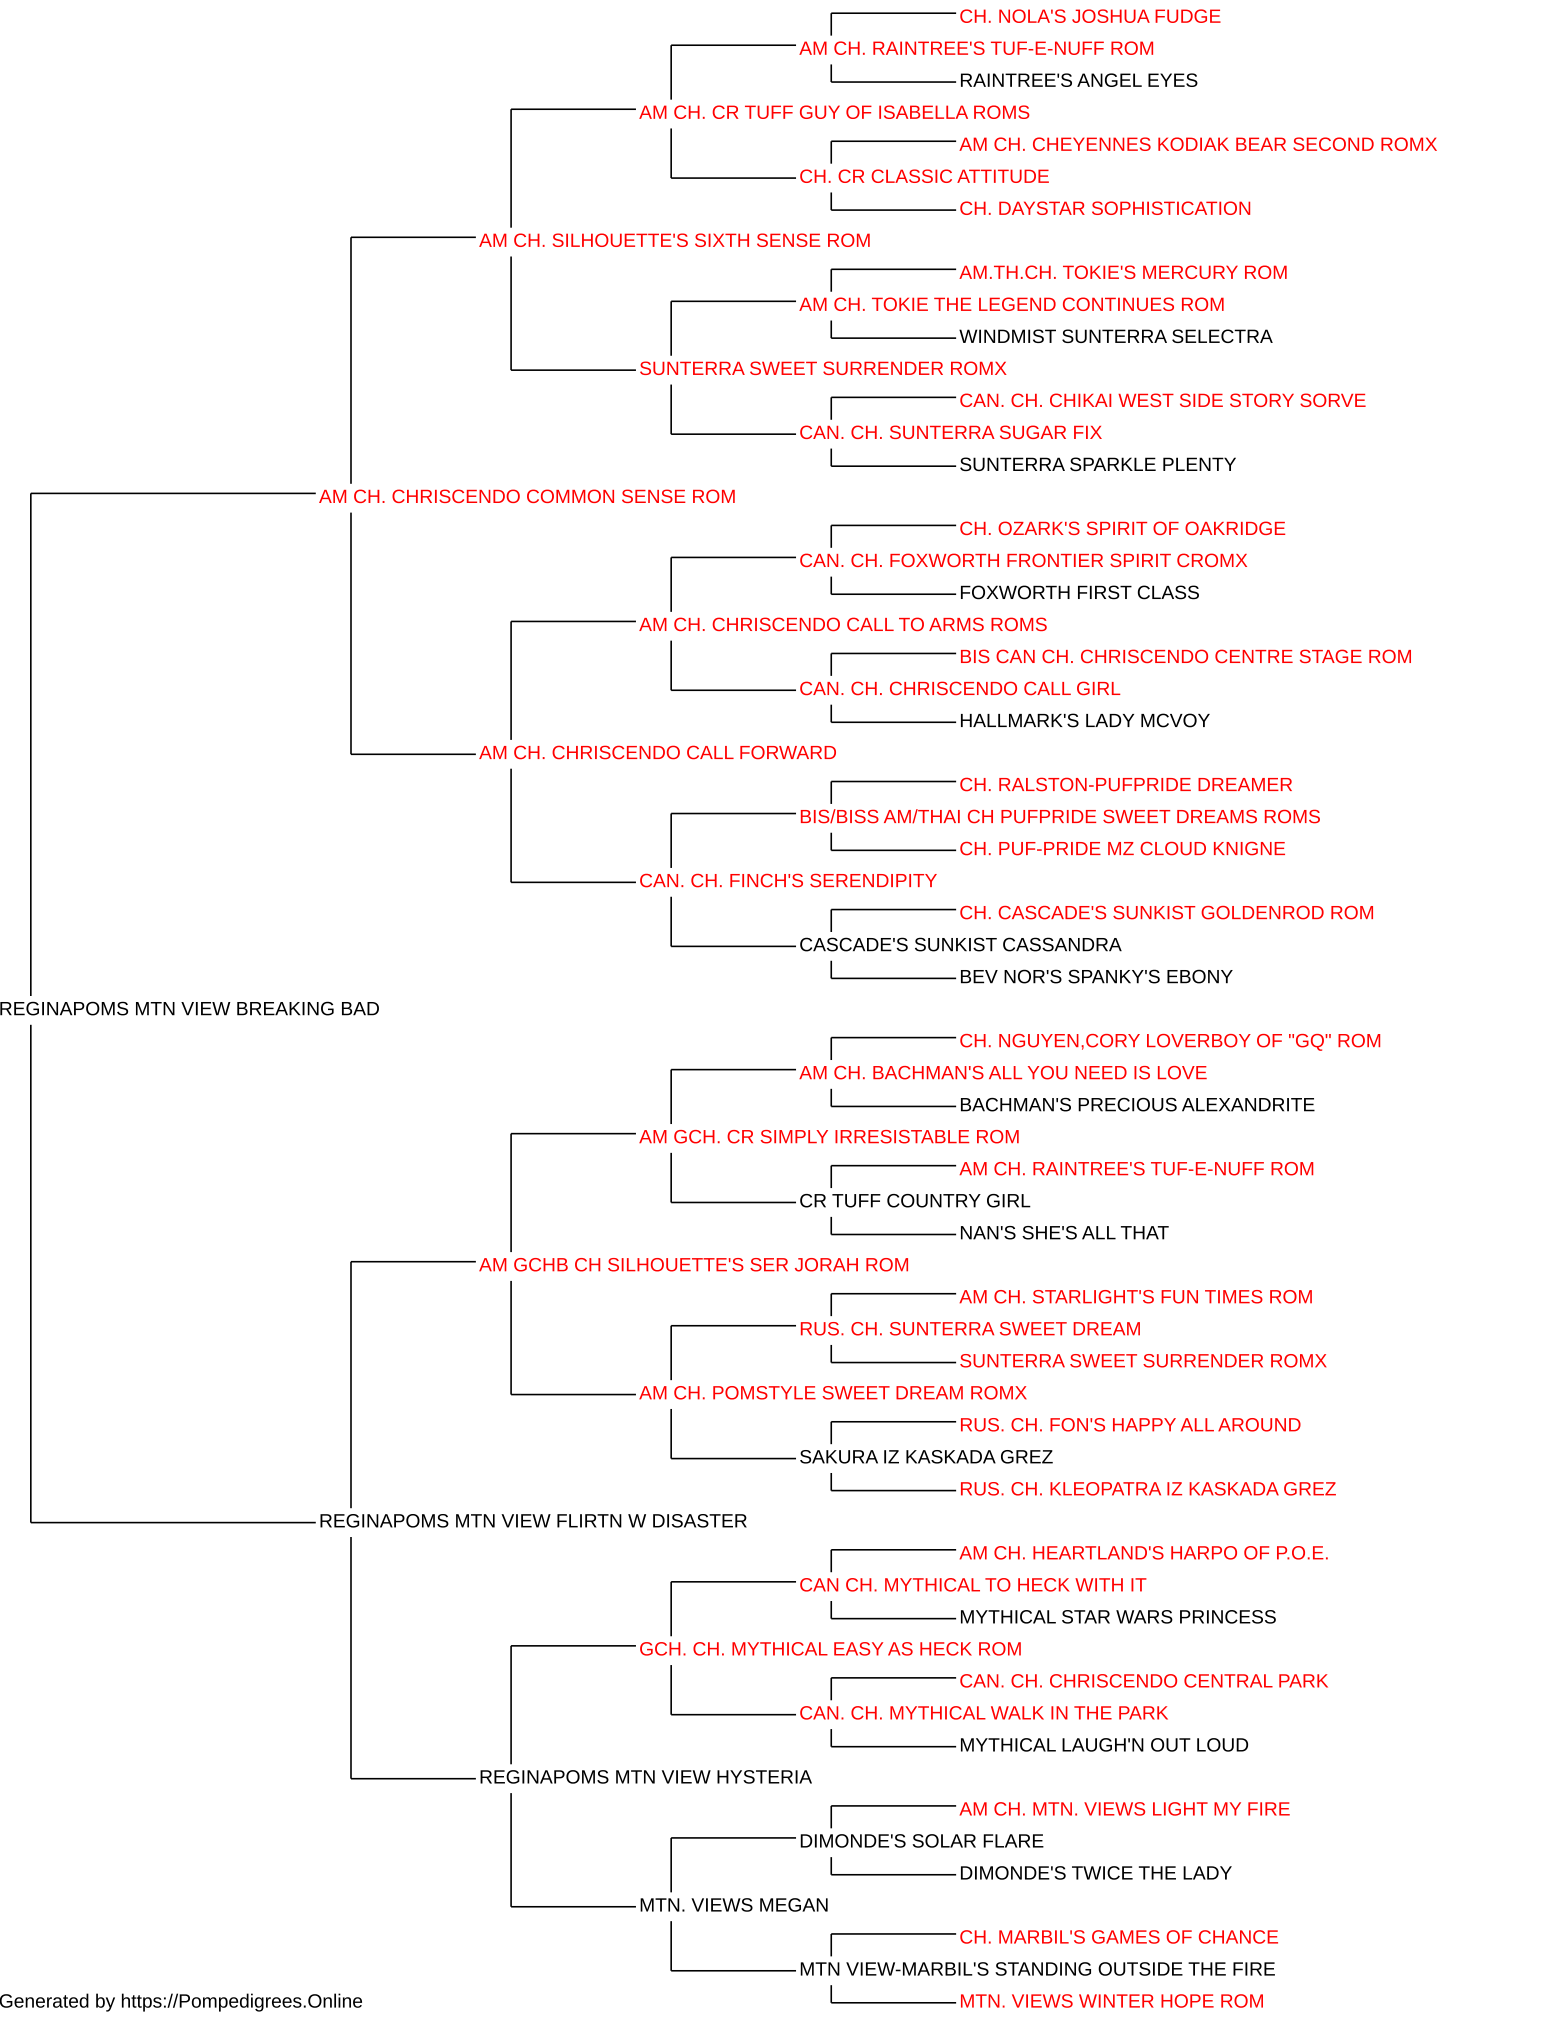 CH. NOLA'S JOSHUA FUDGE
AM CH. RAINTREE'S TUF-E-NUFF ROM
RAINTREE'S ANGEL EYES
AM CH. CR TUFF GUY OF ISABELLA ROMS
AM CH. CHEYENNES KODIAK BEAR SECOND ROMX
CH. CR CLASSIC ATTITUDE
CH. DAYSTAR SOPHISTICATION
AM CH. SILHOUETTE'S SIXTH SENSE ROM
AM.TH.CH. TOKIE'S MERCURY ROM
AM CH. TOKIE THE LEGEND CONTINUES ROM
WINDMIST SUNTERRA SELECTRA
SUNTERRA SWEET SURRENDER ROMX
CAN. CH. CHIKAI WEST SIDE STORY SORVE
CAN. CH. SUNTERRA SUGAR FIX
SUNTERRA SPARKLE PLENTY
AM CH. CHRISCENDO COMMON SENSE ROM
CH. OZARK'S SPIRIT OF OAKRIDGE
CAN. CH. FOXWORTH FRONTIER SPIRIT CROMX
FOXWORTH FIRST CLASS
AM CH. CHRISCENDO CALL TO ARMS ROMS
BIS CAN CH. CHRISCENDO CENTRE STAGE ROM
CAN. CH. CHRISCENDO CALL GIRL
HALLMARK'S LADY MCVOY
AM CH. CHRISCENDO CALL FORWARD
CH. RALSTON-PUFPRIDE DREAMER
BIS/BISS AM/THAI CH PUFPRIDE SWEET DREAMS ROMS
CH. PUF-PRIDE MZ CLOUD KNIGNE
CAN. CH. FINCH'S SERENDIPITY
CH. CASCADE'S SUNKIST GOLDENROD ROM
CASCADE'S SUNKIST CASSANDRA
BEV NOR'S SPANKY'S EBONY
REGINAPOMS MTN VIEW BREAKING BAD
CH. NGUYEN,CORY LOVERBOY OF "GQ" ROM
AM CH. BACHMAN'S ALL YOU NEED IS LOVE
BACHMAN'S PRECIOUS ALEXANDRITE
AM GCH. CR SIMPLY IRRESISTABLE ROM
AM CH. RAINTREE'S TUF-E-NUFF ROM
CR TUFF COUNTRY GIRL
NAN'S SHE'S ALL THAT
AM GCHB CH SILHOUETTE'S SER JORAH ROM
AM CH. STARLIGHT'S FUN TIMES ROM
RUS. CH. SUNTERRA SWEET DREAM
SUNTERRA SWEET SURRENDER ROMX
AM CH. POMSTYLE SWEET DREAM ROMX
RUS. CH. FON'S HAPPY ALL AROUND
SAKURA IZ KASKADA GREZ
RUS. CH. KLEOPATRA IZ KASKADA GREZ
REGINAPOMS MTN VIEW FLIRTN W DISASTER
AM CH. HEARTLAND'S HARPO OF P.O.E.
CAN CH. MYTHICAL TO HECK WITH IT
MYTHICAL STAR WARS PRINCESS
GCH. CH. MYTHICAL EASY AS HECK ROM
CAN. CH. CHRISCENDO CENTRAL PARK
CAN. CH. MYTHICAL WALK IN THE PARK
MYTHICAL LAUGH'N OUT LOUD
REGINAPOMS MTN VIEW HYSTERIA
AM CH. MTN. VIEWS LIGHT MY FIRE
DIMONDE'S SOLAR FLARE
DIMONDE'S TWICE THE LADY
MTN. VIEWS MEGAN
CH. MARBIL'S GAMES OF CHANCE
MTN VIEW-MARBIL'S STANDING OUTSIDE THE FIRE
MTN. VIEWS WINTER HOPE ROM
Generated by https://Pompedigrees.Online